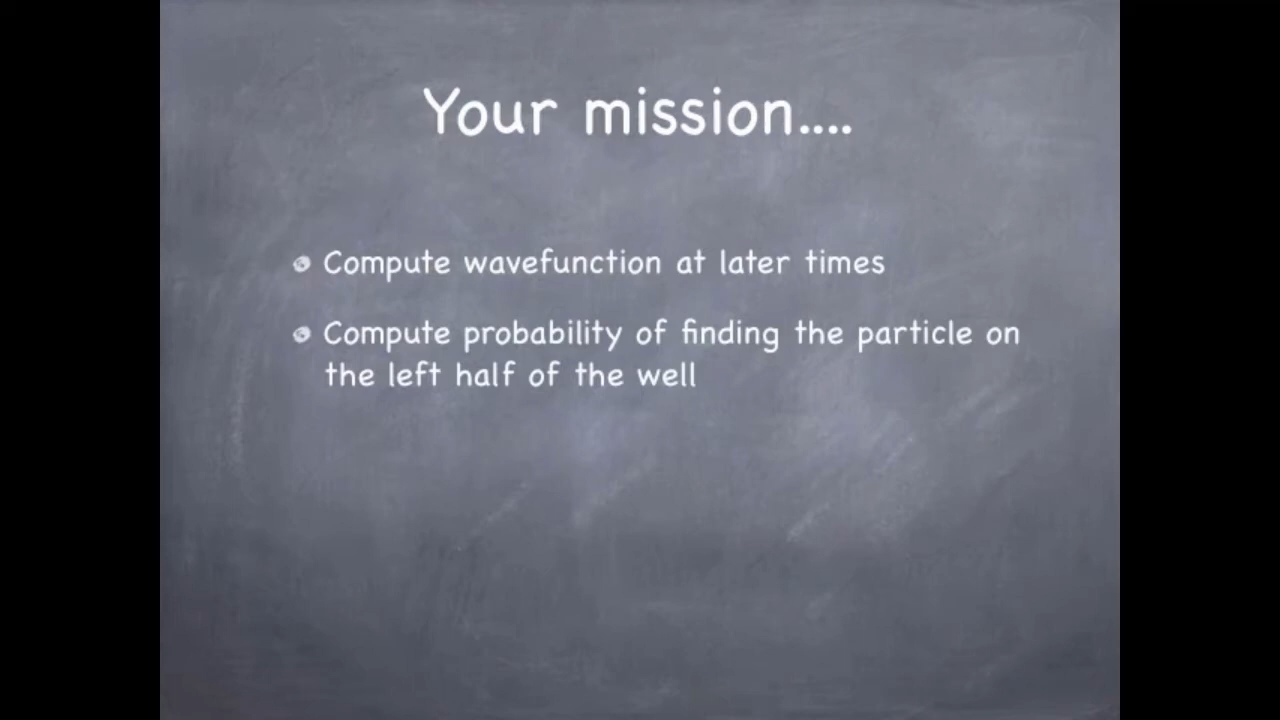 Your mission....
Compute wavefunction at later times
Compute probability of finding the particle on
the left half of the well